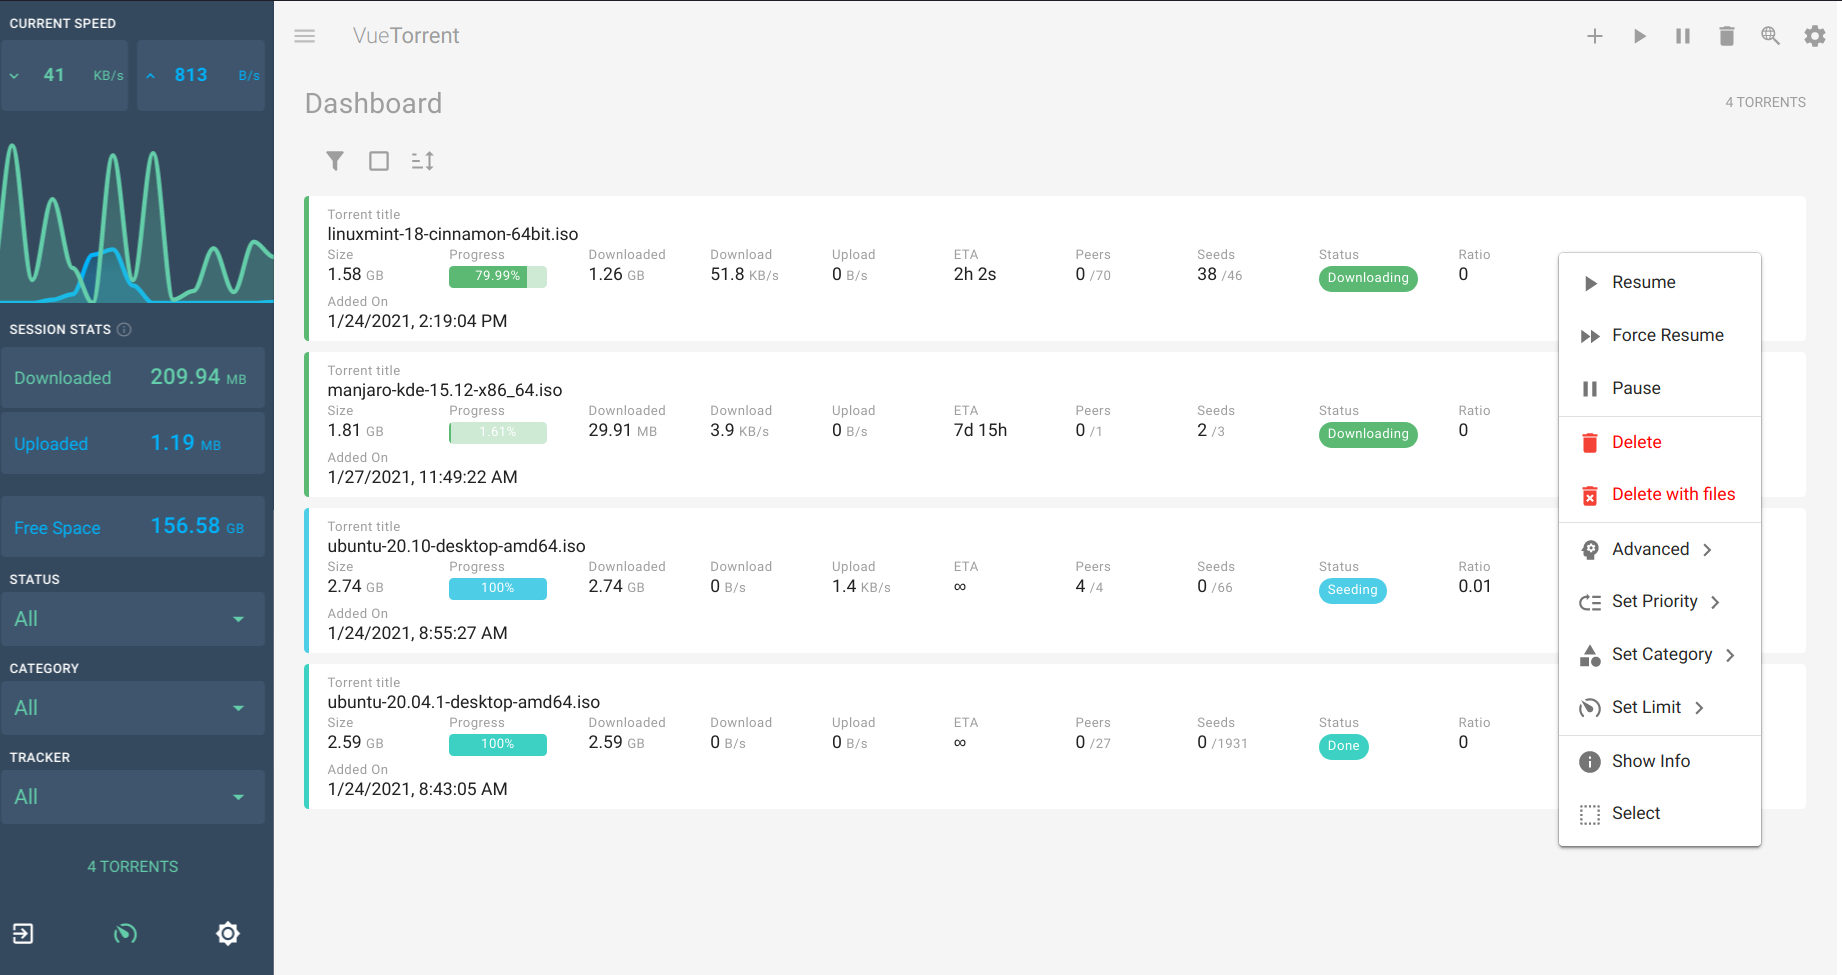 CURRENT SPEED
41 KB/s 813 B/s
SESSION STATS
Downloaded 209.94 MB
Uploaded 1.19 MB
Free Space 156.58 GB
STATUS
All
CATEGORY
All
TRACKER
All
4 TORRENTS
VueTorrent
Dashboard
4 TORRENTS
Torrent title
linuxmint-18-cinnamon-64bit.iso
Size Progress Downloaded Download Upload ETA Peers Seeds Status Ratio
1.58 GB 79.99% 1.26 GB 51.8 KB/s 0 B/s 2h 2s 0 /70 38 /46 Downloading 0
Added On
1/24/2021, 2:19:04 PM
Torrent title
manjaro-kde-15.12-x86_64.iso
Size Progress Downloaded Download Upload ETA Peers Seeds Status Ratio
1.81 GB 1.61% 29.91 MB 3.9 KB/s 0 B/s 7d 15h 0 /1 2 /3 Downloading 0
Added On
1/27/2021, 11:49:22 AM
Torrent title
ubuntu-20.10-desktop-amd64.iso
Size Progress Downloaded Download Upload ETA Peers Seeds Status Ratio
2.74 GB 100% 2.74 GB 0 B/s 1.4 KB/s ∞ 4 /4 0 /66 Seeding 0.01
Added On
1/24/2021, 8:55:27 AM
Torrent title
ubuntu-20.04.1-desktop-amd64.iso
Size Progress Downloaded Download Upload ETA Peers Seeds Status Ratio
2.59 GB 100% 2.59 GB 0 B/s 0 B/s ∞ 0 /27 0 /1931 Done 0
Added On
1/24/2021, 8:43:05 AM
Resume
Force Resume
Pause
Delete
Delete with files
Advanced
Set Priority
Set Category
Set Limit
Show Info
Select